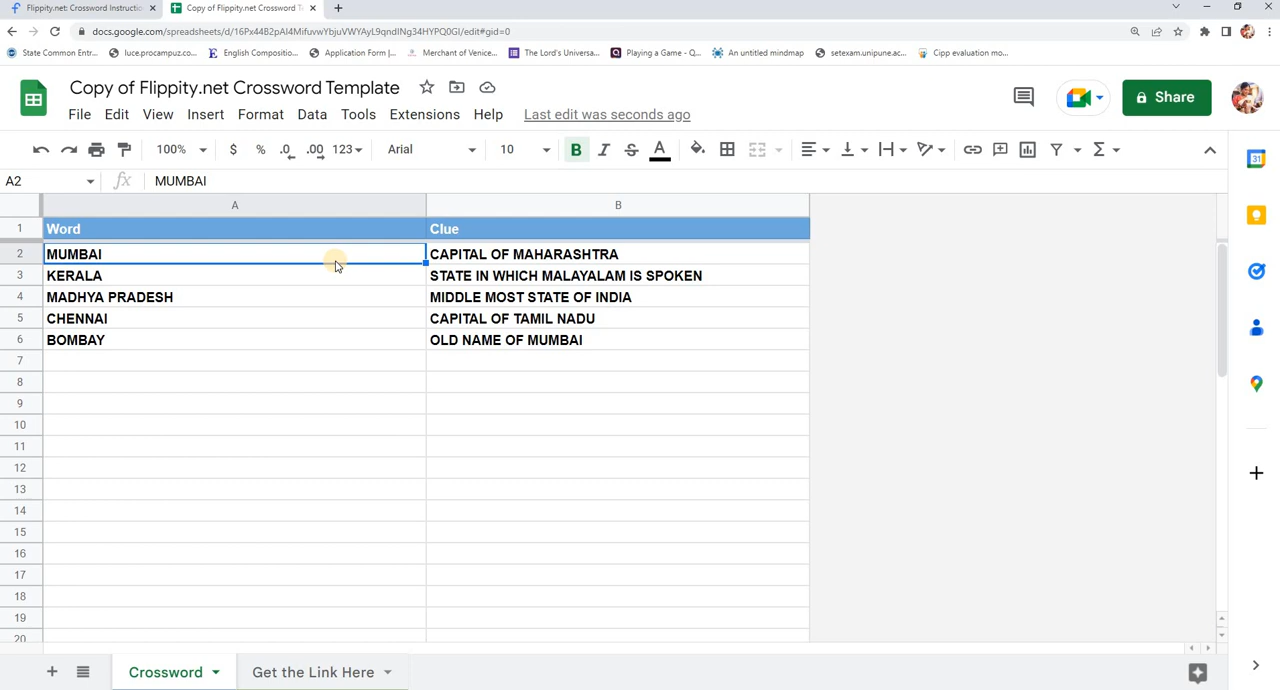 Flippity.net: Crossword Instructio
Copy of Flippity.net Crossword Te
docs.google.com/spreadsheets/d/16Px44B2pAl4MifuvwYbjuVWYAyL9qndINg34HYPQ0GI/edit#gid=0
State Common Entr...
luce.procampuz.co...
English Compositio...
Application Form |...
Merchant of Venice...
The Lord's Universa...
Playing a Game - Q...
An untitled mindmap
setexam.unipune.ac...
Cipp evaluation mo...
Copy of Flippity.net Crossword Template
Share
File Edit View Insert Format Data Tools Extensions Help Last edit was seconds ago
100% $ % .0 .00 123 Arial 10 B I S A
A2 fx MUMBAI
A B
1 Word Clue
2 MUMBAI CAPITAL OF MAHARASHTRA
3 KERALA STATE IN WHICH MALAYALAM IS SPOKEN
4 MADHYA PRADESH MIDDLE MOST STATE OF INDIA
5 CHENNAI CAPITAL OF TAMIL NADU
6 BOMBAY OLD NAME OF MUMBAI
7
8
9
10
11
12
13
14
15
16
17
18
19
20
Crossword Get the Link Here
31